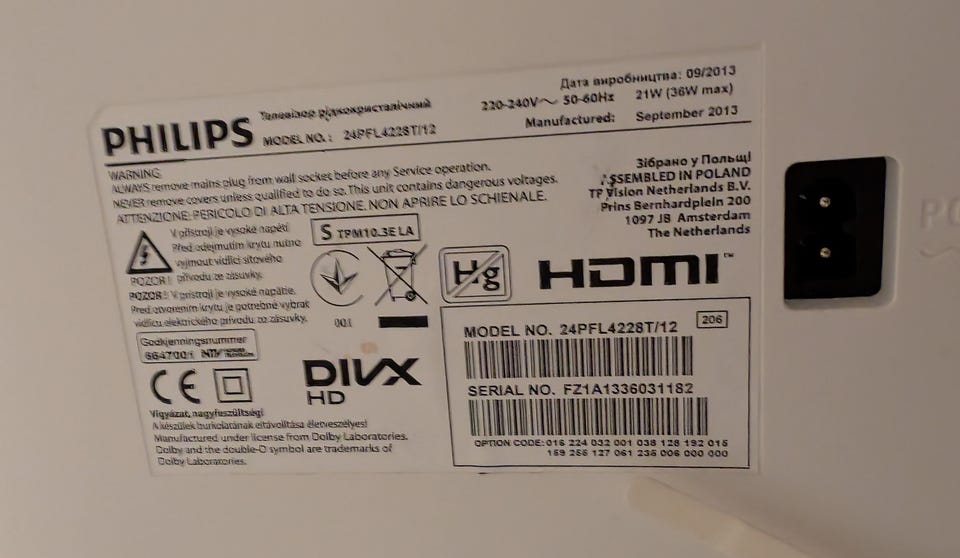 PHILIPS
Телевізор рідкокристалічний
MODEL NO.: 24PFL4228T/12
Дата виробництва: 09/2013
220-240V~ 50-60Hz 21W (36W max)
Manufactured: September 2013
WARNING:
ALWAYS remove mains plug from wall socket before any Service operation.
NEVER remove covers unless qualified to do so. This unit contains dangerous voltages.
ATTENZIONE: PERICOLO DI ALTA TENSIONE. NON APRIRE LO SCHIENALE.
Зібрано у Польщі
ASSEMBLED IN POLAND
TP Vision Netherlands B.V.
Prins Bernhardplein 200
1097 JB Amsterdam
The Netherlands
V přístroji je vysoké napětí
Před odejmutím krytu nutno
vyjmout vidlici síťového
POZOR! přívodu ze zásuvky.
POZOR! V prístroji je vysoké napätie.
Pred otvorením krytu je potrebné vybrať
vidlicu elektrického prívodu zo zásuvky.
S TPM10.3E LA
001
Hg
HDMI™
Godkjenningsnummer
664700/1
CE
DIVX
HD
MODEL NO. 24PFL4228T/12
206
SERIAL NO. FZ1A1336031182
OPTION CODE: 016 224 032 001 038 128 192 015
159 255 127 061 235 006 000 000
Vigyázat, nagyfeszültség!
A készülék burkolatának eltávolítása életveszélyes!
Manufactured under license from Dolby Laboratories.
Dolby and the double-D symbol are trademarks of
Dolby Laboratories.
PO